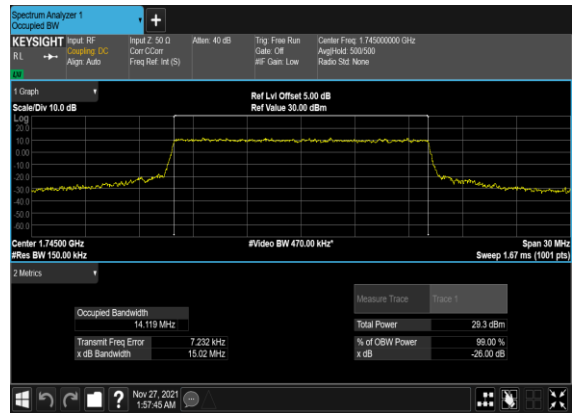 Spectrum Analyzer 1
Occupied BW
KEYSIGHT Input: RF Input Z: 50 Ω Atten: 40 dB Trig: Free Run Center Freq: 1.745000000 GHz
RL Coupling: DC Corr CCorr Gate: Off Avg|Hold: 500/500
Align: Auto Freq Ref: Int (S) #IF Gain: Low Radio Std: None
LW
1 Graph
Ref Lvl Offset 5.00 dB
Scale/Div 10.0 dB Ref Value 30.00 dBm
Log
20.0
10.0
0.00
-10.0
-20.0
-30.0
-40.0
-50.0
-60.0
Center 1.74500 GHz #Video BW 470.00 kHz* Span 30 MHz
#Res BW 150.00 kHz Sweep 1.67 ms (1001 pts)
2 Metrics
Measure Trace Trace 1
Occupied Bandwidth
14.119 MHz Total Power 29.3 dBm
Transmit Freq Error 7.232 kHz % of OBW Power 99.00 %
x dB Bandwidth 15.02 MHz x dB -26.00 dB
Nov 27, 2021
1:57:45 AM